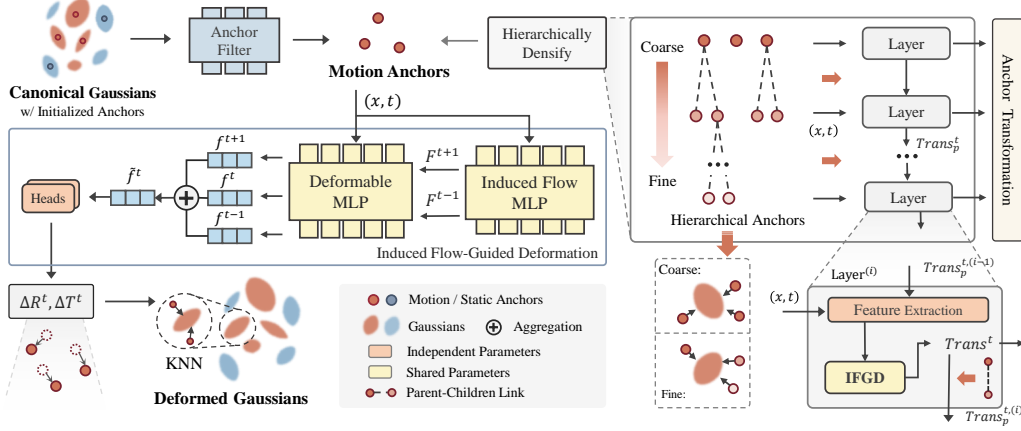 Canonical Gaussians
w/ Initialized Anchors
Anchor
Filter
Motion Anchors
Hierarchically
Densify
(x, t)
f^{t+1}
f^t
f^{t-1}
f̃^t
Heads
Deformable
MLP
F^{t+1}
F^{t-1}
Induced Flow
MLP
Induced Flow-Guided Deformation
ΔR^t, ΔT^t
KNN
Deformed Gaussians
Motion / Static Anchors
Gaussians
Aggregation
Independent Parameters
Shared Parameters
Parent-Children Link
Coarse
Fine
Hierarchical Anchors
(x, t)
Layer
Layer
Trans_p^t
Layer
Anchor Transformation
Coarse:
Fine:
Layer^{(i)}
Trans_p^{t,(i-1)}
(x, t)
Feature Extraction
IFGD
Trans^t
Trans_p^{t,(i)}